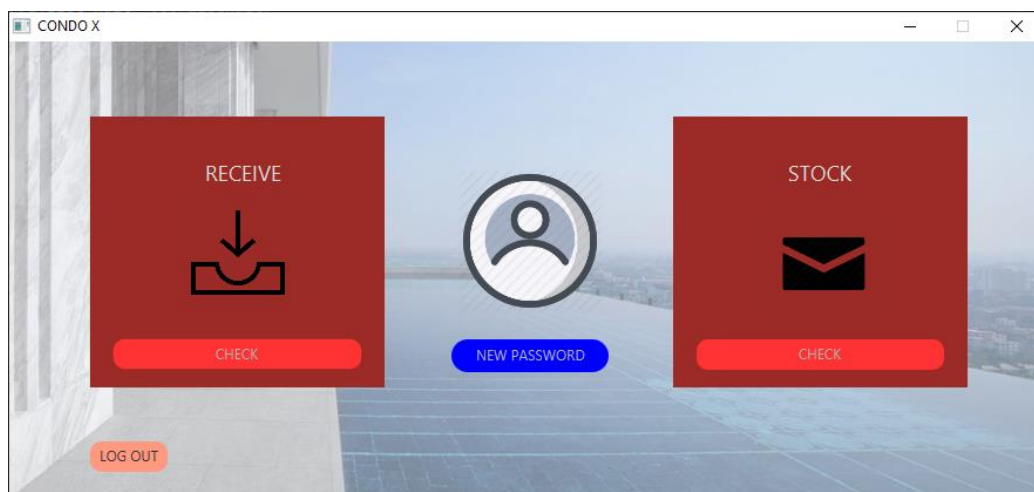 CONDO X
RECEIVE
STOCK
CHECK
NEW PASSWORD
CHECK
LOG OUT